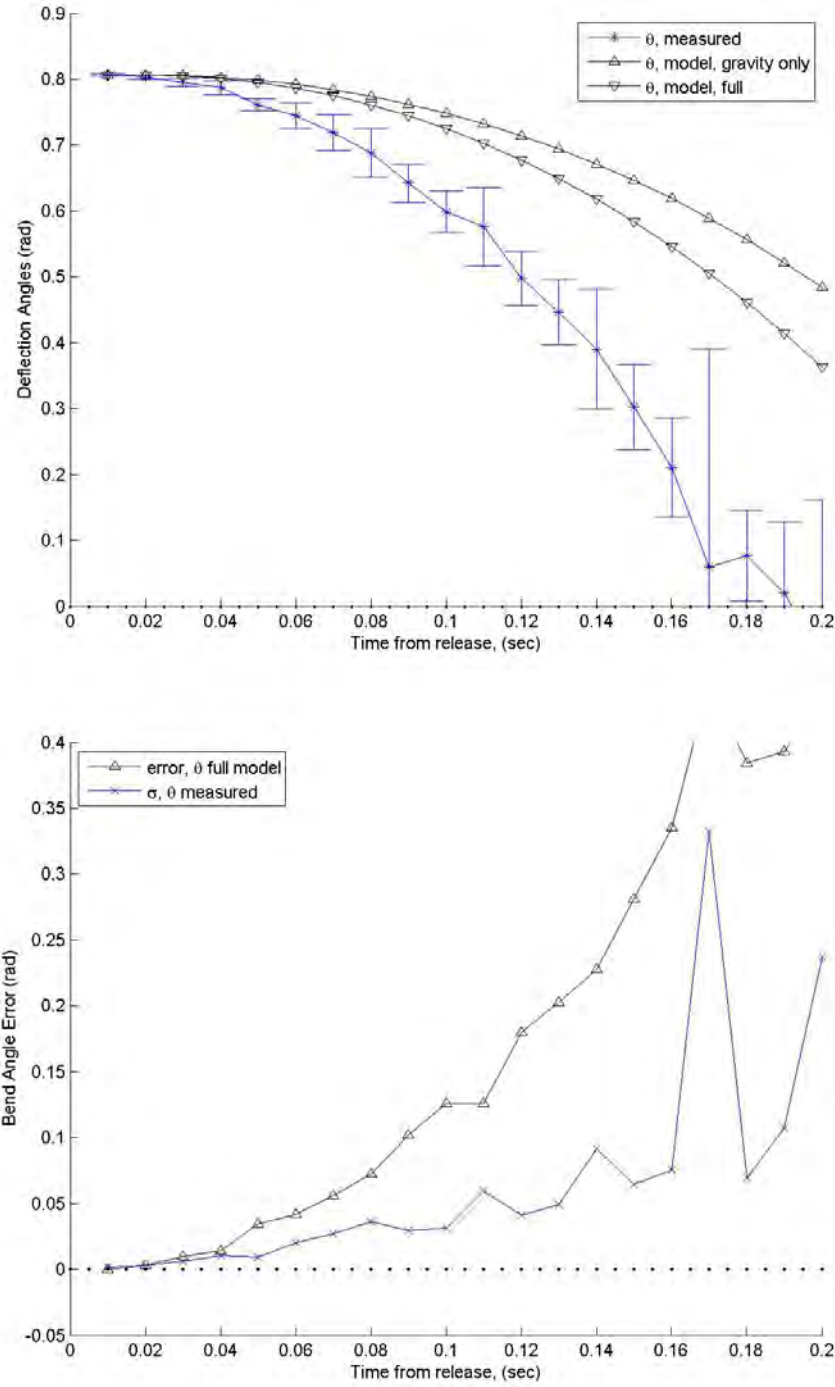 0.9
θ, measured
θ, model, gravity only
θ, model, full
0.8
0.7
0.6
0.5
0.4
0.3
0.2
0.1
0
Deflection Angles (rad)
0 0.02 0.04 0.06 0.08 0.1 0.12 0.14 0.16 0.18 0.2
Time from release, (sec)
0.4
error, θ full model
σ, θ measured
0.35
0.3
0.25
0.2
0.15
0.1
0.05
0
-0.05
Bend Angle Error (rad)
0 0.02 0.04 0.06 0.08 0.1 0.12 0.14 0.16 0.18 0.2
Time from release, (sec)